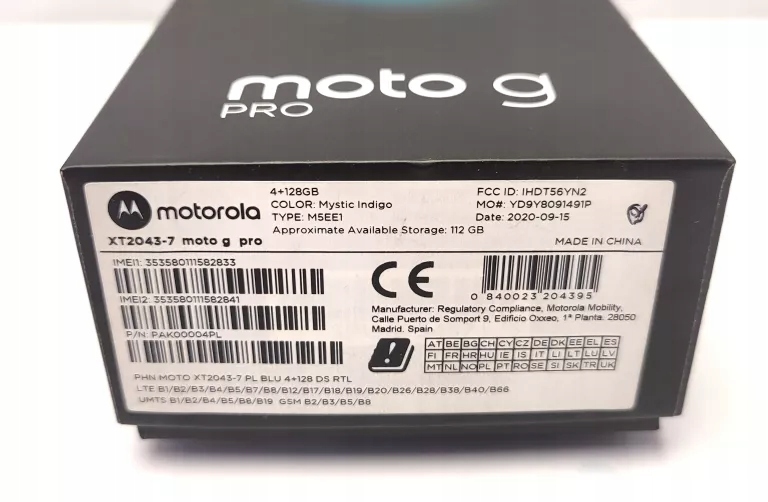 moto g
PRO
motorola
XT2043-7 moto g pro
4+128GB
COLOR: Mystic Indigo
TYPE: M5EE1
Approximate Available Storage: 112 GB
FCC ID: IHDT56YN2
MO#: YD9Y8091491P
Date: 2020-09-15
MADE IN CHINA
IMEI1: 353580111582833
IMEI2: 353580111582841
P/N: PAK00004PL
CE
0 840023 204395
Manufacturer: Regulatory Compliance, Motorola Mobility,
Calle Puerto de Somport 9, Edificio Oxxeo, 1ª Planta. 28050
Madrid. Spain
AT BE BG CH CY CZ DE DK EE EL ES
FI FR HR HU IE IS IT LI LT LU LV
MT NL NO PL PT RO SE SI SK TR UK
PHN MOTO XT2043-7 PL BLU 4+128 DS RTL
LTE B1/B2/B3/B4/B5/B7/B8/B12/B17/B18/B19/B20/B26/B28/B38/B40/B66
UMTS B1/B2/B4/B5/B8/B19 GSM B2/B3/B5/B8